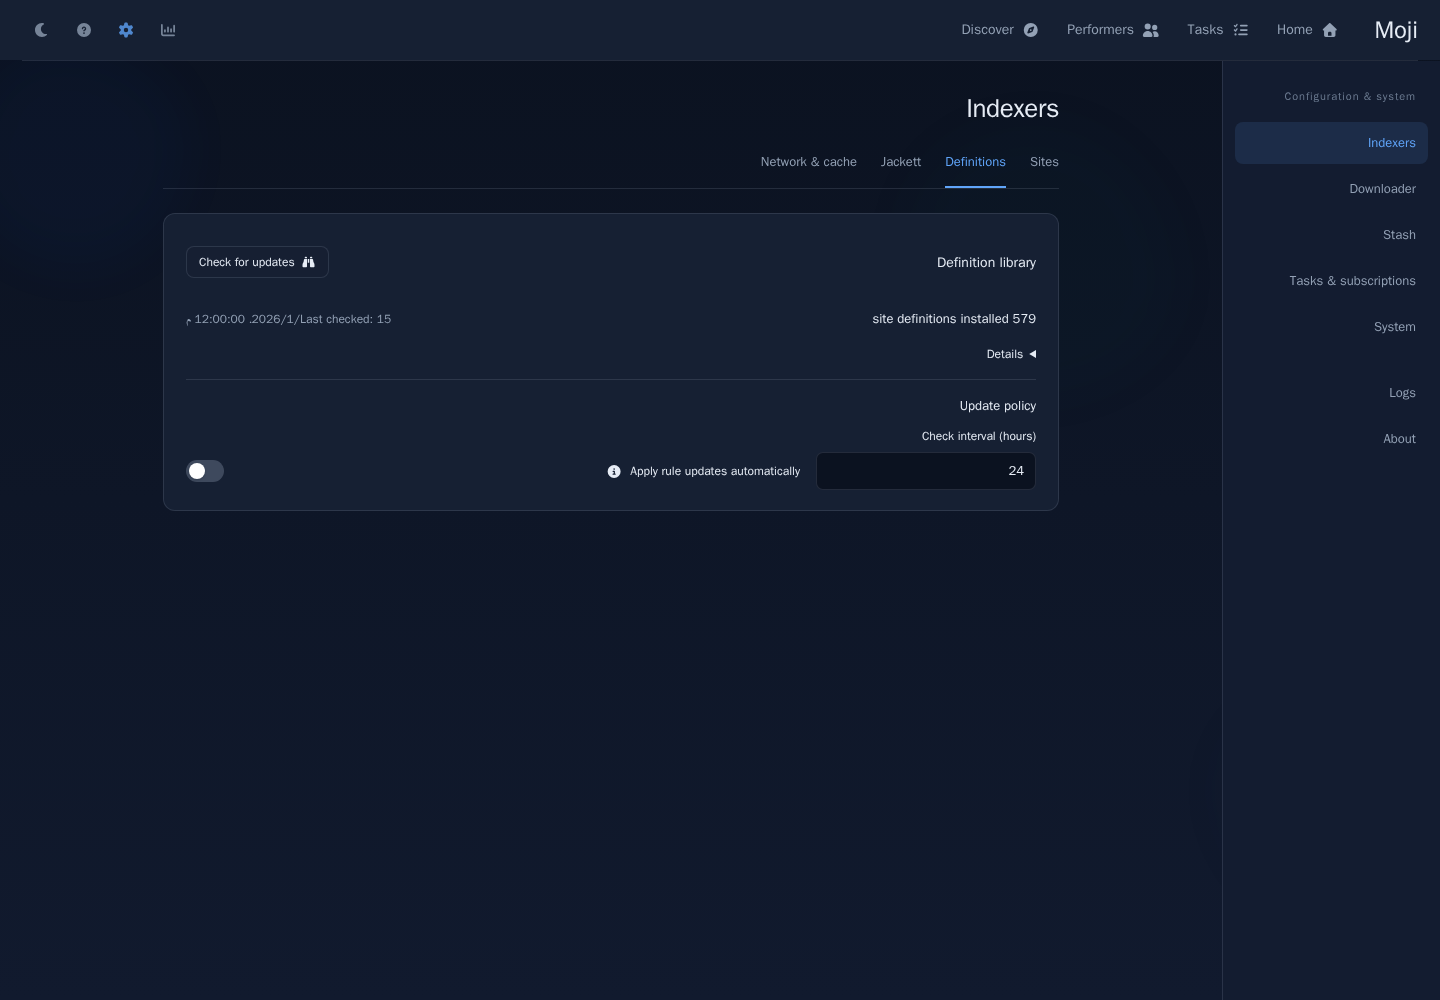 Moji
Home
Tasks
Performers
Discover
Configuration & system
Indexers
Downloader
Stash
Tasks & subscriptions
System
Logs
About
Indexers
Sites
Definitions
Jackett
Network & cache
Definition library
Check for updates
site definitions installed 579
م 12:00:00 .2026/1/Last checked: 15
Details
Update policy
Check interval (hours)
24
Apply rule updates automatically